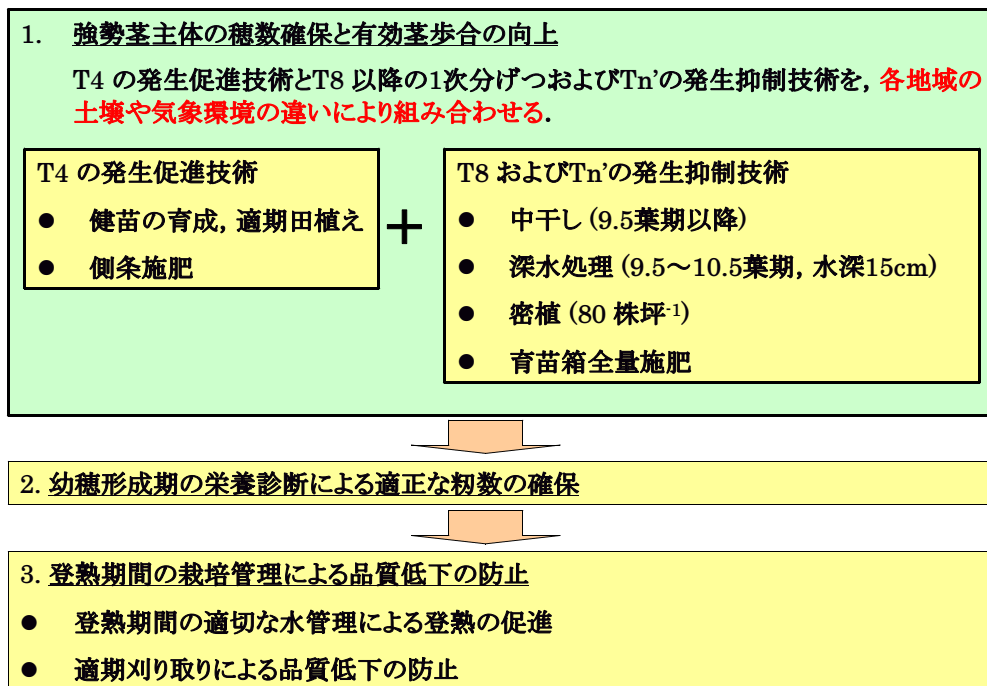 1. 強勢茎主体の穂数確保と有効茎歩合の向上
T4 の発生促進技術とT8 以降の1次分げつおよびTn’の発生抑制技術を, 各地域の
土壌や気象環境の違いにより組み合わせる.
T4 の発生促進技術
● 健苗の育成, 適期田植え
● 側条施肥
+
T8 およびTn’の発生抑制技術
● 中干し (9.5葉期以降)
● 深水処理 (9.5～10.5葉期, 水深15cm)
● 密植 (80 株坪-1)
● 育苗箱全量施肥
2. 幼穂形成期の栄養診断による適正な籾数の確保
3. 登熟期間の栽培管理による品質低下の防止
● 登熟期間の適切な水管理による登熟の促進
● 適期刈り取りによる品質低下の防止